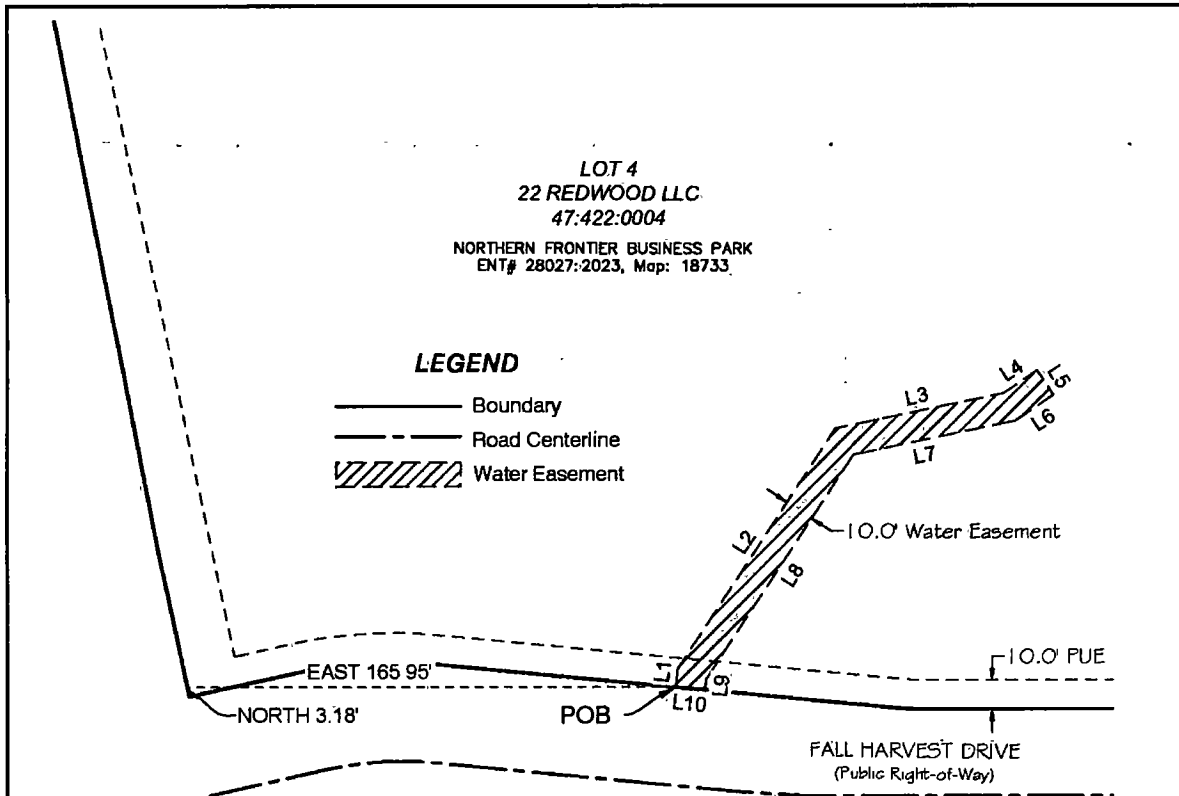 LOT 4
22 REDWOOD LLC
47:422:0004
NORTHERN FRONTIER BUSINESS PARK
ENT# 28027:2023, Map: 18733
LEGEND
Boundary
Road Centerline
Water Easement
L4
L5
L3
L6
L7
L2
10.0' Water Easement
L8
L1
EAST 165 95'
L9
10.0' PUE
L10
NORTH 3.18'
POB
FALL HARVEST DRIVE
(Public Right-of-Way)